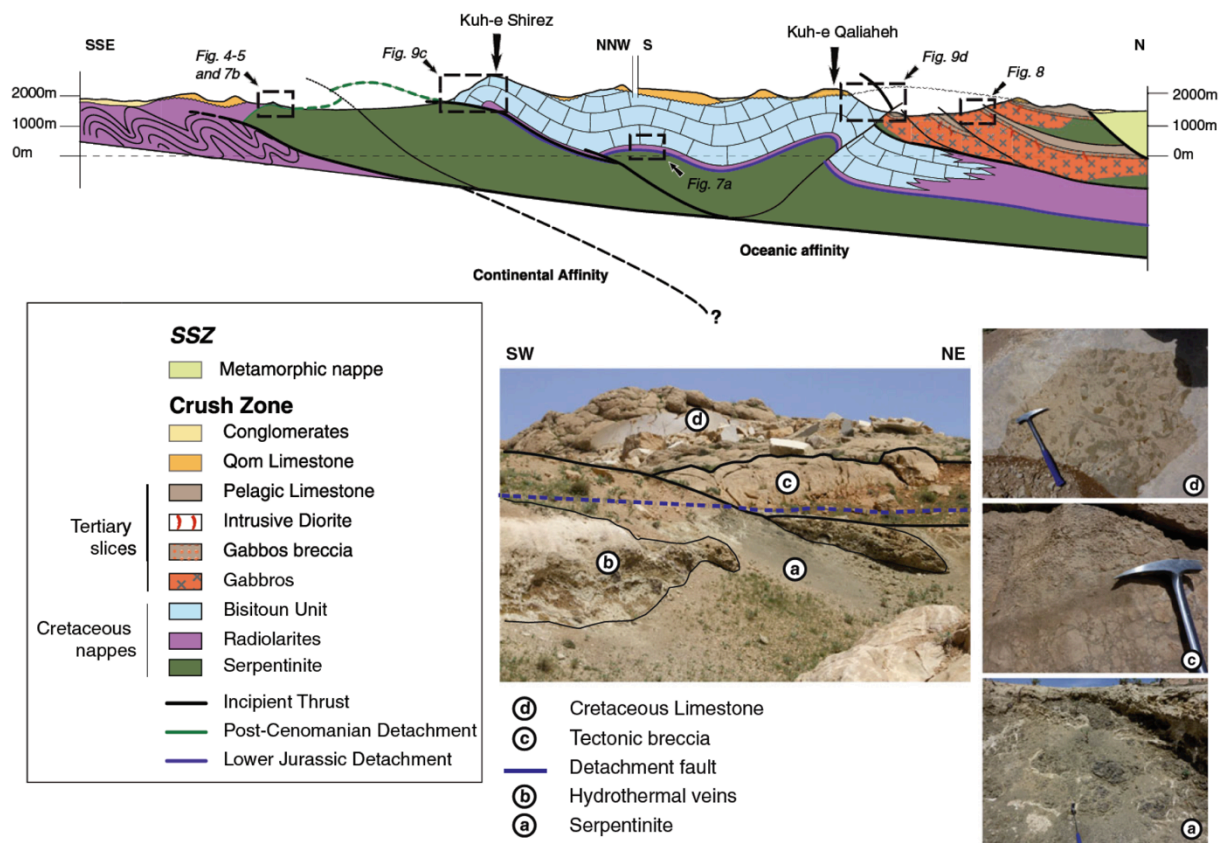 Kuh-e Shirez
Kuh-e Qaliaheh
SSE
Fig. 4-5
and 7b
Fig. 9c
NNW
S
Fig. 9d
Fig. 8
N
2000m
1000m
0m
2000m
1000m
0m
Fig. 7a
Oceanic affinity
Continental Affinity
?
SSZ
Metamorphic nappe
Crush Zone
Conglomerates
Qom Limestone
Pelagic Limestone
Intrusive Diorite
Gabbos breccia
Gabbros
Tertiary
slices
Bisitoun Unit
Radiolarites
Serpentinite
Cretaceous
nappes
Incipient Thrust
Post-Cenomanian Detachment
Lower Jurassic Detachment
SW
NE
d
c
b
a
d Cretaceous Limestone
c Tectonic breccia
Detachment fault
b Hydrothermal veins
a Serpentinite
d
c
a